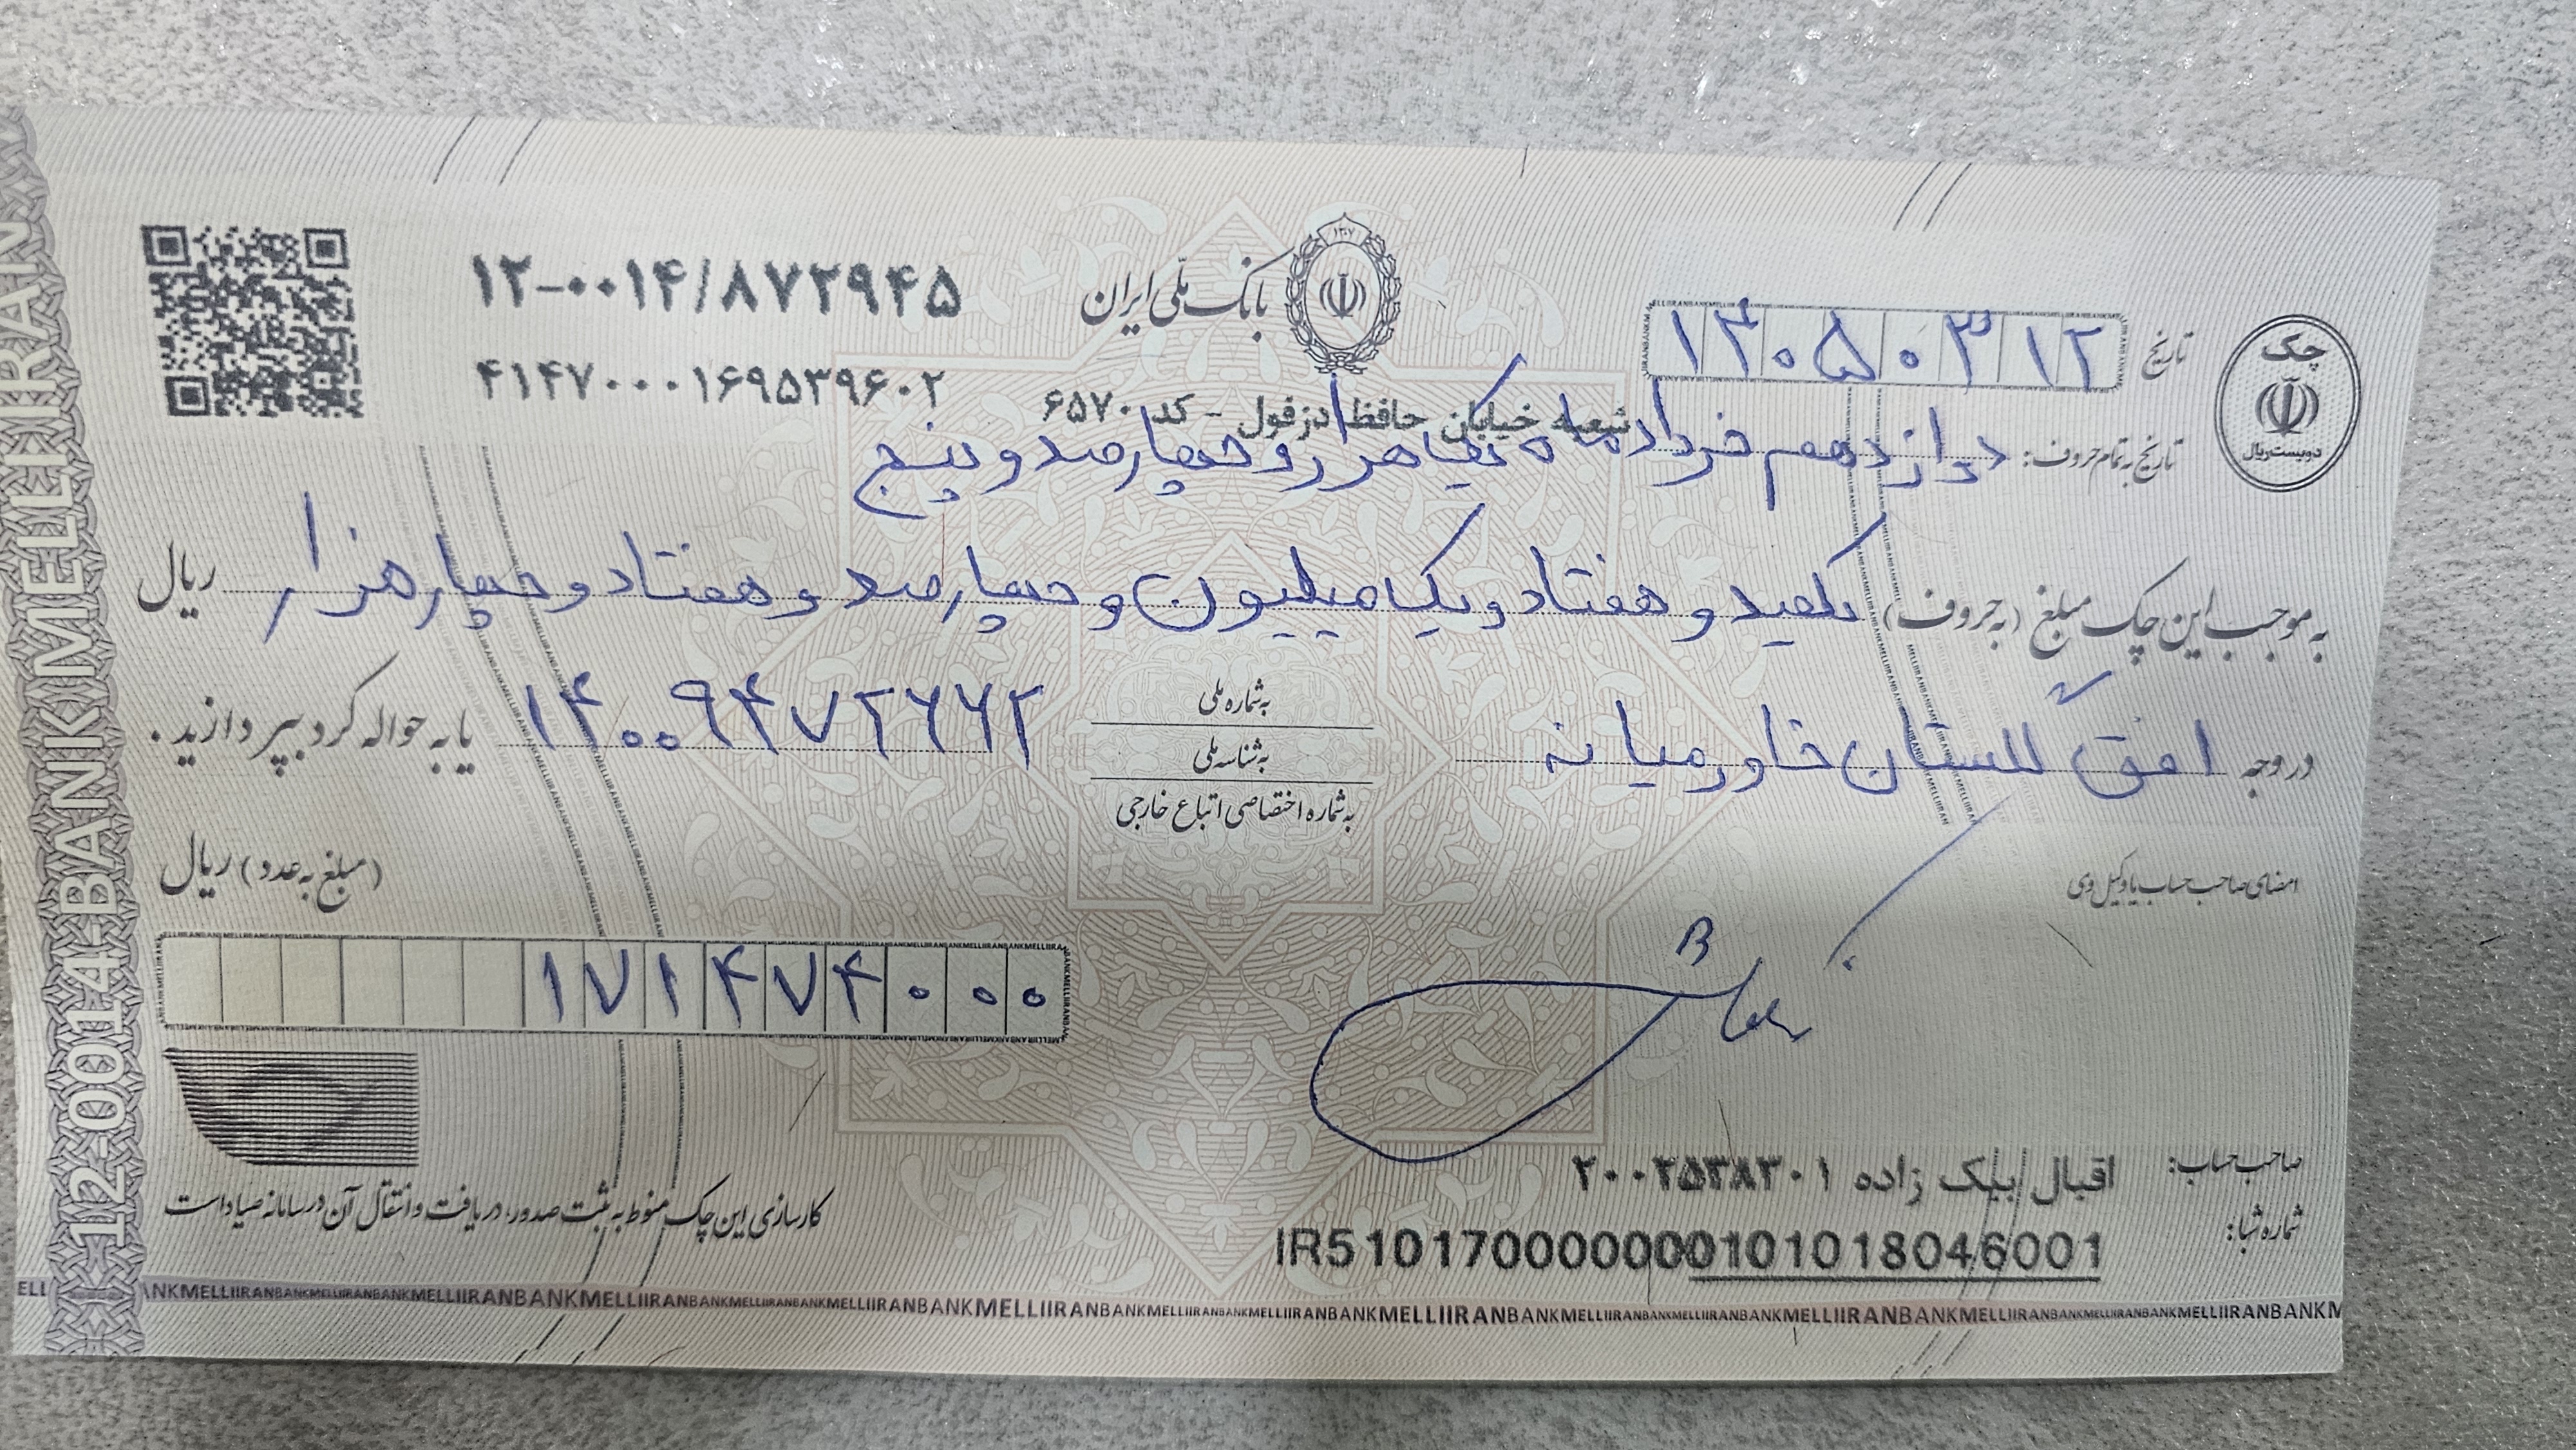 چک
دویست ریال
تاریخ ۱۴۰۵۰۳۱۲
۱۳۰۷
بانک ملی ایران
۱۲-۰۰۱۴/۸۷۲۹۴۵
۴۱۴۷۰۰۰۱۶۹۵۳۹۶۰۲
شعبه خیابان حافظ دزفول - کد ۶۵۷۰
تاریخ به تمام حروف: دوازدهم خرداد ماه یکهزار و چهارصد و پنج
به موجب این چک مبلغ (به حروف) یکصد و هفتاد و یک میلیون و چهارصد و هفتاد و چهار هزار ریال
در وجه افق گلستان خاورمیانه
به شماره ملی
به شناسه ملی
به شماره اختصاصی اتباع خارجی
۱۴۰۰۹۴۷۲۶۶۲ یا به حواله کرد بپردازید.
امضای صاحب حساب یا وکیل وی
(مبلغ به عدد) ریال
۱۷۱۴۷۴۰۰۰
صاحب حساب: اقبال بیلک زاده ۲۰۰۲۵۳۸۳۰۱
شماره شبا: IR510170000000101018046001
کارسازی این چک منوط به ثبت صدور، دریافت و انتقال آن در سامانه صیاد است
12-0014 BANK MELLI IRAN